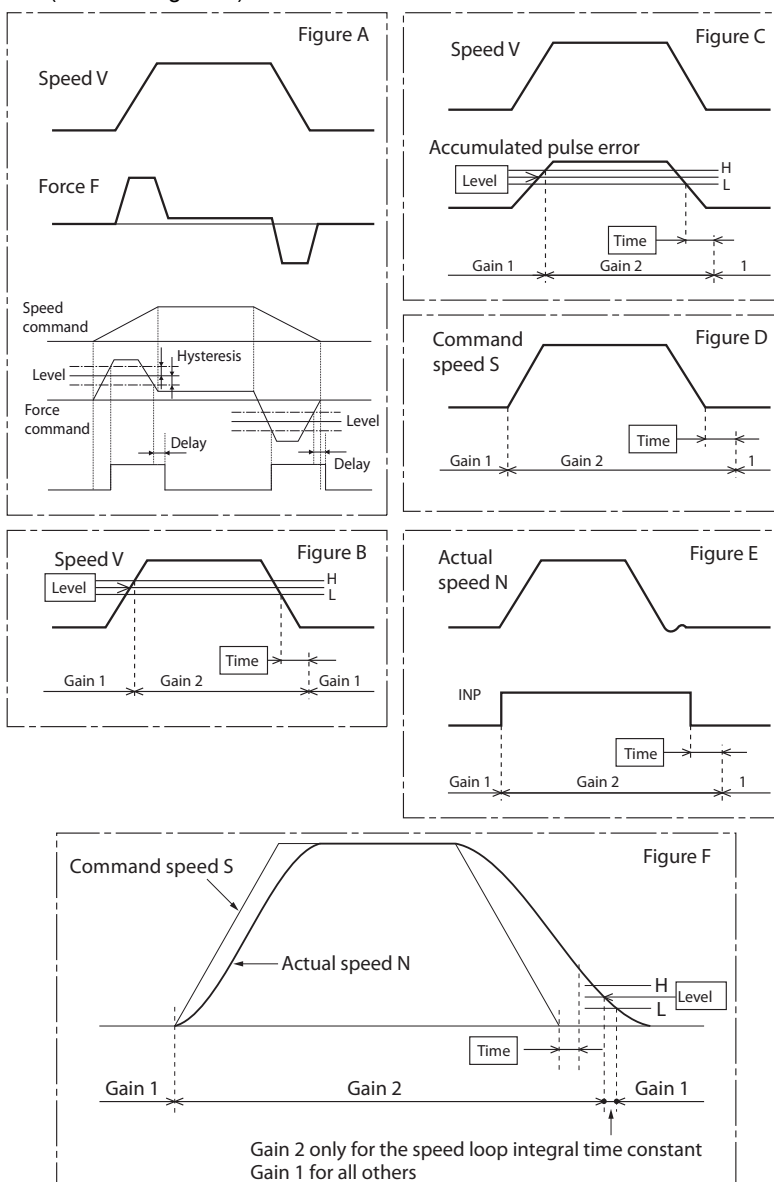 Figure A
Speed V
Force F
Speed
command
Hysteresis
Level
Force
command
Level
Delay
Delay
Figure B
Speed V
H
Level
L
Time
Gain 1 Gain 2 Gain 1
Figure C
Speed V
Accumulated pulse error
H
Level
L
Time
Gain 1 Gain 2 1
Figure D
Command
speed S
Time
Gain 1 Gain 2 1
Figure E
Actual
speed N
INP
Time
Gain 1 Gain 2 1
Figure F
Command speed S
Actual speed N
H
Level
L
Time
Gain 1 Gain 2 Gain 1
Gain 2 only for the speed loop integral time constant
Gain 1 for all others